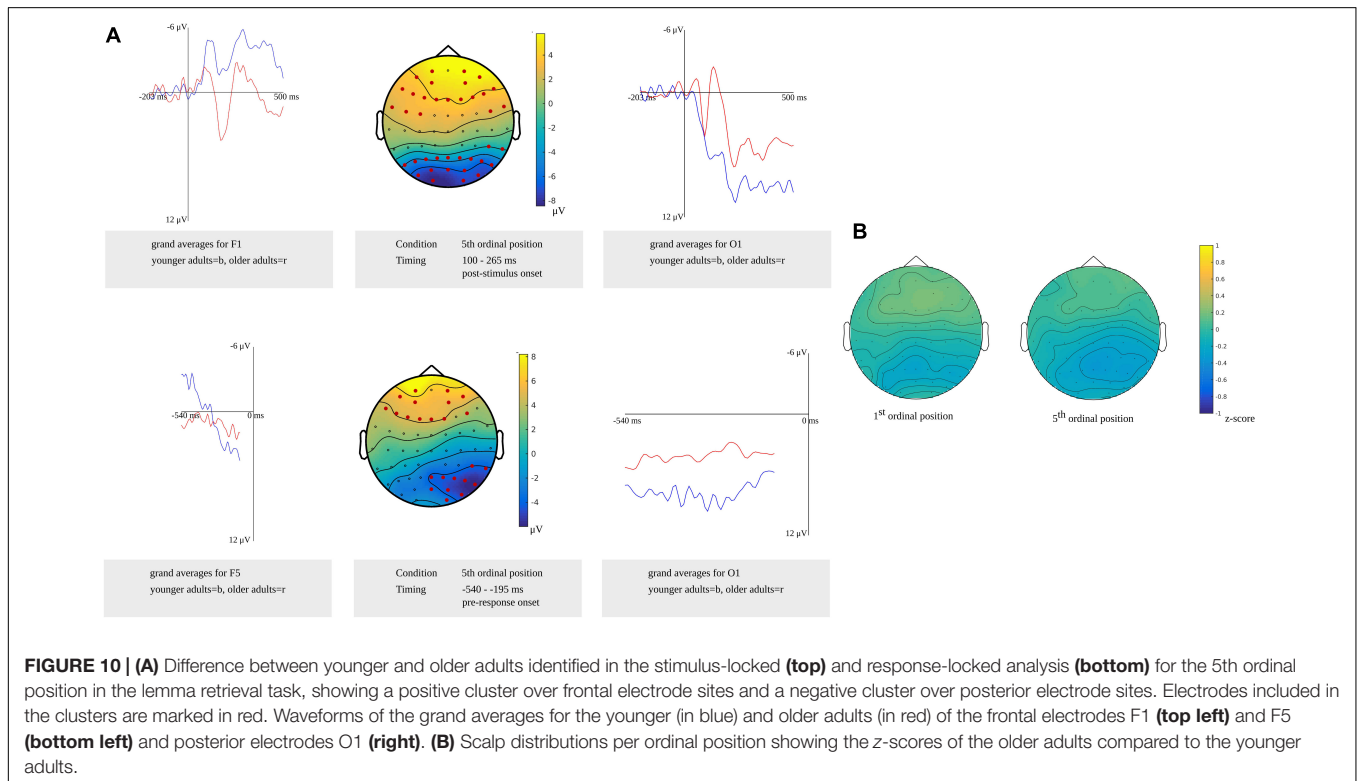 A
-6 μV
-203 ms
500 ms
12 μV
4
2
0
-2
-4
-6
-8
μV
-6 μV
-203 ms
500 ms
12 μV
grand averages for F1
younger adults=b, older adults=r
Condition 5th ordinal position
Timing 100 - 265 ms
post-stimulus onset
grand averages for O1
younger adults=b, older adults=r
B
1
0.8
0.6
0.4
0.2
0
-0.2
-0.4
-0.6
-0.8
-1
z-score
1st ordinal position
5th ordinal position
-6 μV
-540 ms
0 ms
12 μV
8
6
4
2
0
-2
-4
μV
-6 μV
-540 ms
0 ms
12 μV
grand averages for F5
younger adults=b, older adults=r
Condition 5th ordinal position
Timing -540 - -195 ms
pre-response onset
grand averages for O1
younger adults=b, older adults=r
FIGURE 10 | (A) Difference between younger and older adults identified in the stimulus-locked (top) and response-locked analysis (bottom) for the 5th ordinal
position in the lemma retrieval task, showing a positive cluster over frontal electrode sites and a negative cluster over posterior electrode sites. Electrodes included in
the clusters are marked in red. Waveforms of the grand averages for the younger (in blue) and older adults (in red) of the frontal electrodes F1 (top left) and F5
(bottom left) and posterior electrodes O1 (right). (B) Scalp distributions per ordinal position showing the z-scores of the older adults compared to the younger
adults.